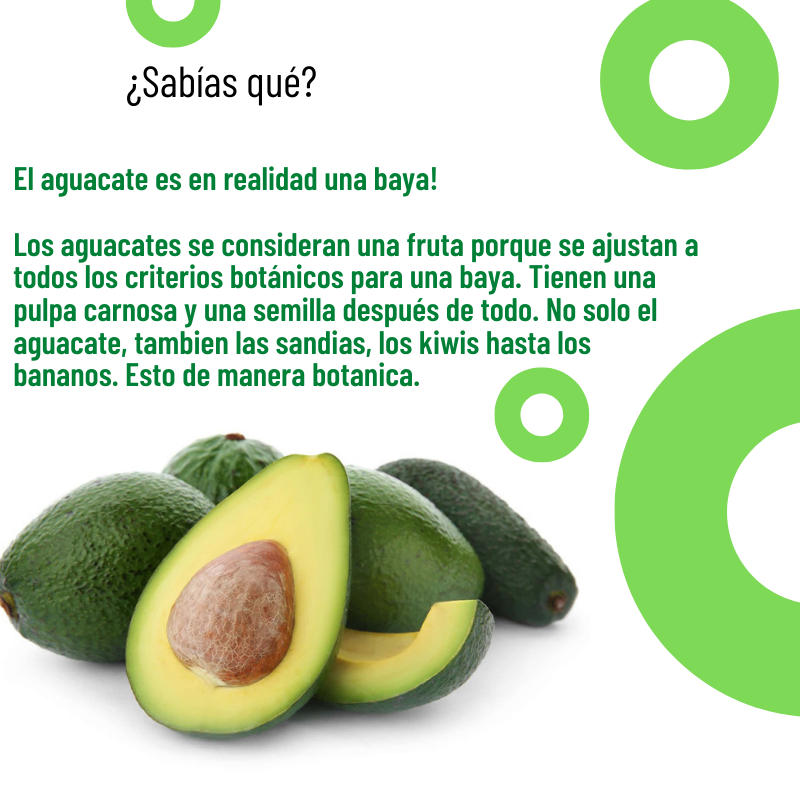 ¿Sabías qué?
El aguacate es en realidad una baya!
Los aguacates se consideran una fruta porque se ajustan a
todos los criterios botánicos para una baya. Tienen una
pulpa carnosa y una semilla después de todo. No solo el
aguacate, tambien las sandias, los kiwis hasta los
bananos. Esto de manera botanica.